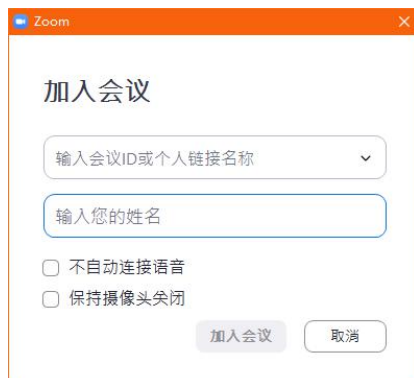 Zoom
加入会议
输入会议ID或个人链接名称
输入您的姓名
不自动连接语音
保持摄像头关闭
加入会议 取消